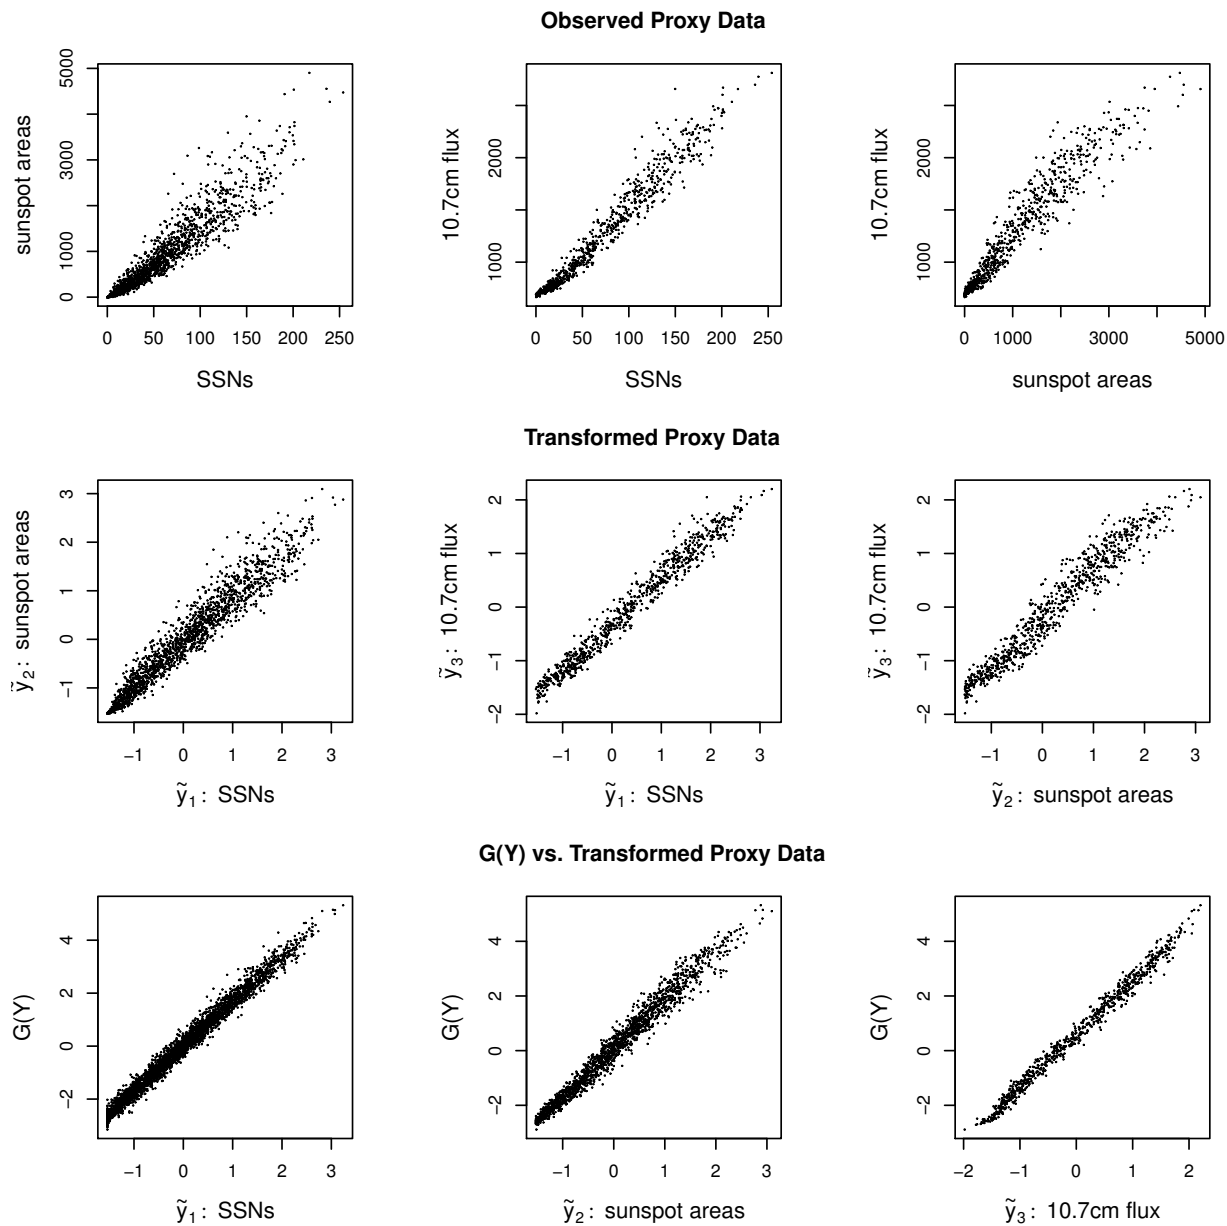 Observed Proxy Data
sunspot areas
0 1000 3000 5000
0 50 100 150 200 250
SSNs
10.7cm flux
1000 2000
0 50 100 150 200 250
SSNs
10.7cm flux
1000 2000
0 1000 3000 5000
sunspot areas
Transformed Proxy Data
ỹ₂: sunspot areas
−1 0 1 2 3
−1 0 1 2 3
ỹ₁: SSNs
ỹ₃: 10.7cm flux
−2 −1 0 1 2
−1 0 1 2 3
ỹ₁: SSNs
ỹ₃: 10.7cm flux
−2 −1 0 1 2
−1 0 1 2 3
ỹ₂: sunspot areas
G(Y) vs. Transformed Proxy Data
G(Y)
−2 0 2 4
−1 0 1 2 3
ỹ₁: SSNs
G(Y)
−2 0 2 4
−1 0 1 2 3
ỹ₂: sunspot areas
G(Y)
−2 0 2 4
−2 −1 0 1 2
ỹ₃: 10.7cm flux